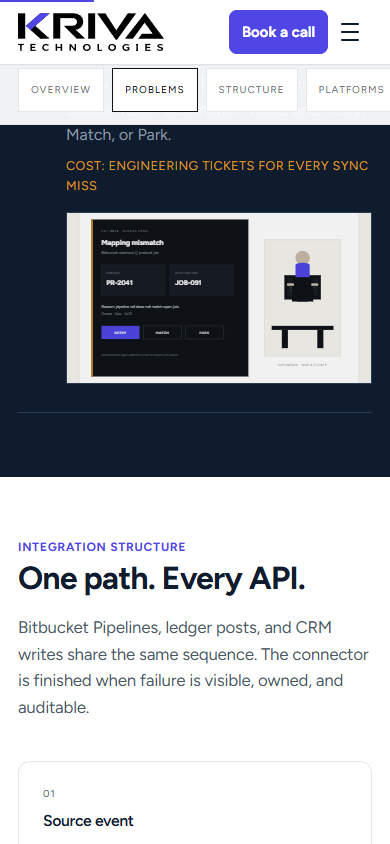 KRIVA
TECHNOLOGIES
Book a call
OVERVIEW
PROBLEMS
STRUCTURE
PLATFORMS
Match, or Park.
COST: ENGINEERING TICKETS FOR EVERY SYNC
MISS
Mapping mismatch
PR-2041
JOB-091
RETRY
MATCH
PARK
INTEGRATION STRUCTURE
One path. Every API.
Bitbucket Pipelines, ledger posts, and CRM
writes share the same sequence. The connector
is finished when failure is visible, owned, and
auditable.
01
Source event